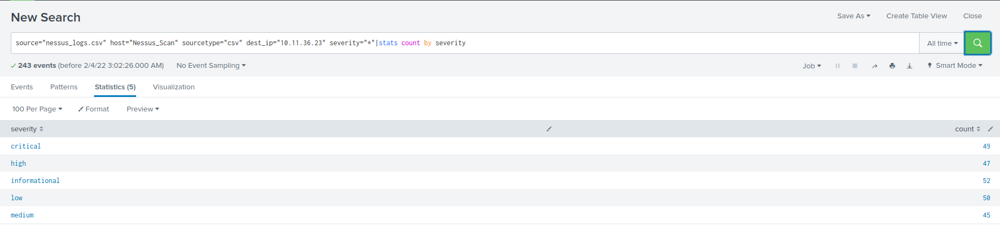 New Search
Save As Create Table View Close
source="nessus_logs.csv" host="Nessus_Scan" sourcetype="csv" dest_ip="10.11.36.23" severity="*"|stats count by severity
All time
243 events (before 2/4/22 3:02:26.000 AM) No Event Sampling
Job Smart Mode
Events Patterns Statistics (5) Visualization
100 Per Page Format Preview
severity count
critical 49
high 47
informational 52
low 50
medium 45